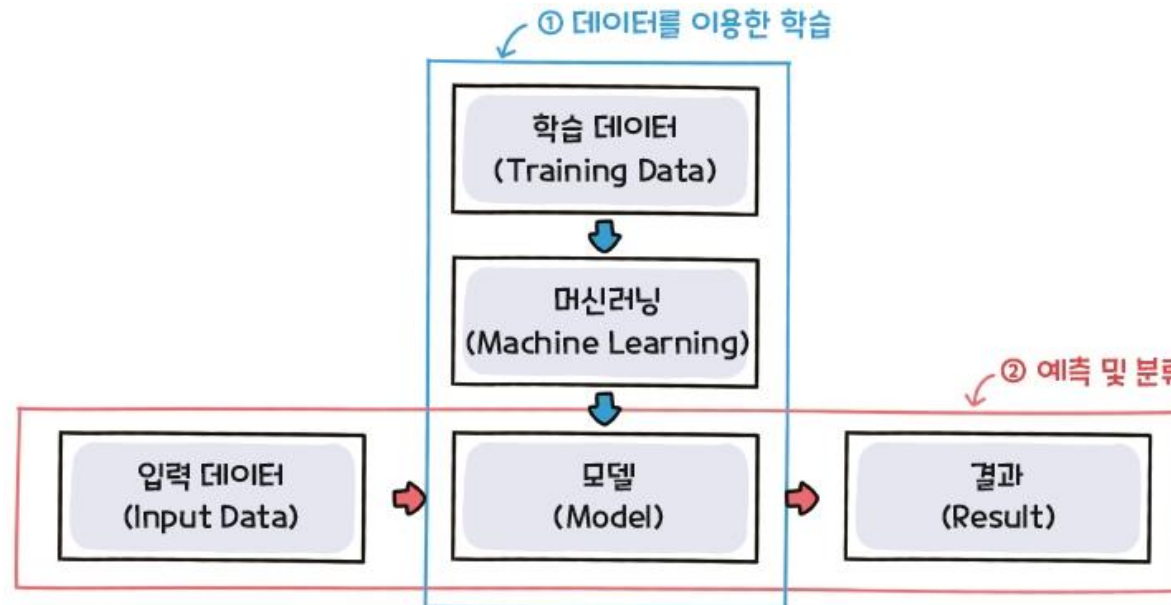 ① 데이터를 이용한 학습
학습 데이터
(Training Data)
머신러닝
(Machine Learning)
② 예측 및 분류
입력 데이터
(Input Data)
모델
(Model)
결과
(Result)